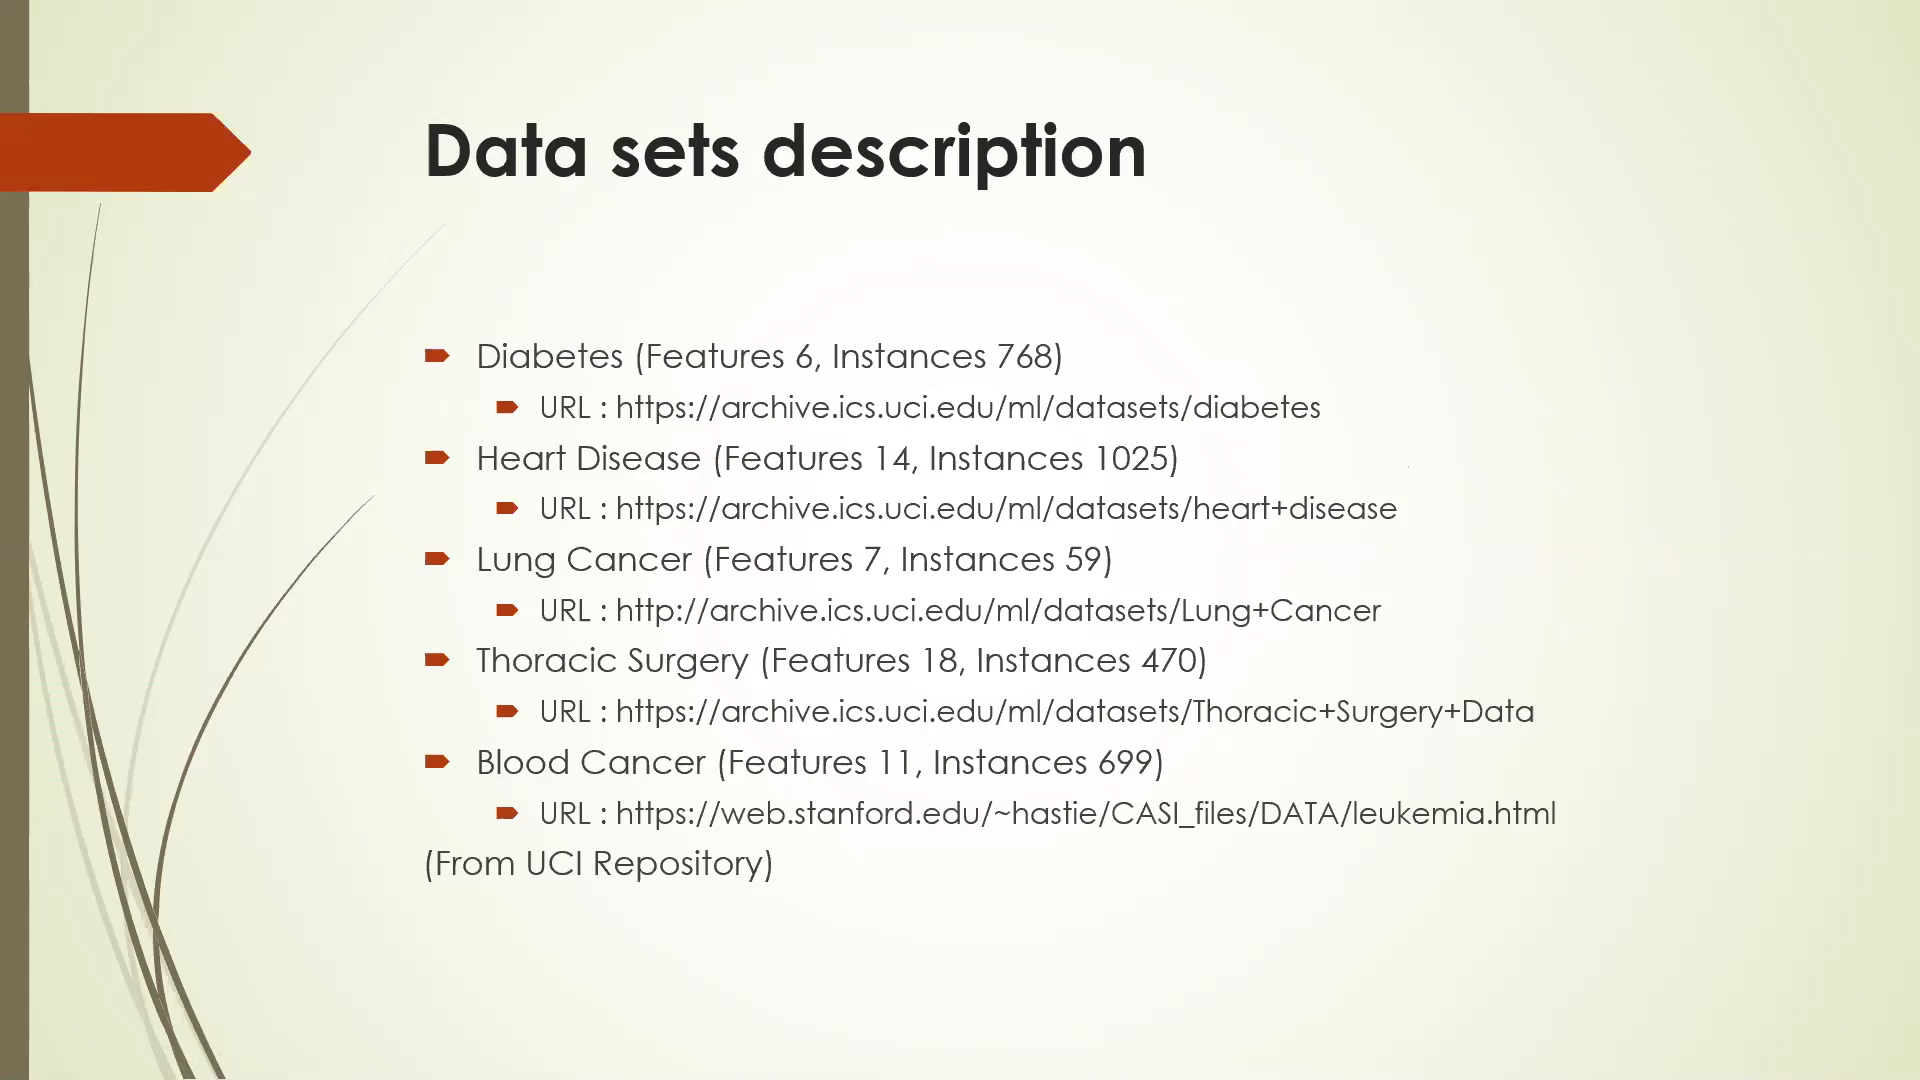 Data sets description
Diabetes (Features 6, Instances 768)
URL : https://archive.ics.uci.edu/ml/datasets/diabetes
Heart Disease (Features 14, Instances 1025)
URL : https://archive.ics.uci.edu/ml/datasets/heart+disease
Lung Cancer (Features 7, Instances 59)
URL : http://archive.ics.uci.edu/ml/datasets/Lung+Cancer
Thoracic Surgery (Features 18, Instances 470)
URL : https://archive.ics.uci.edu/ml/datasets/Thoracic+Surgery+Data
Blood Cancer (Features 11, Instances 699)
URL : https://web.stanford.edu/~hastie/CASI_files/DATA/leukemia.html
(From UCI Repository)